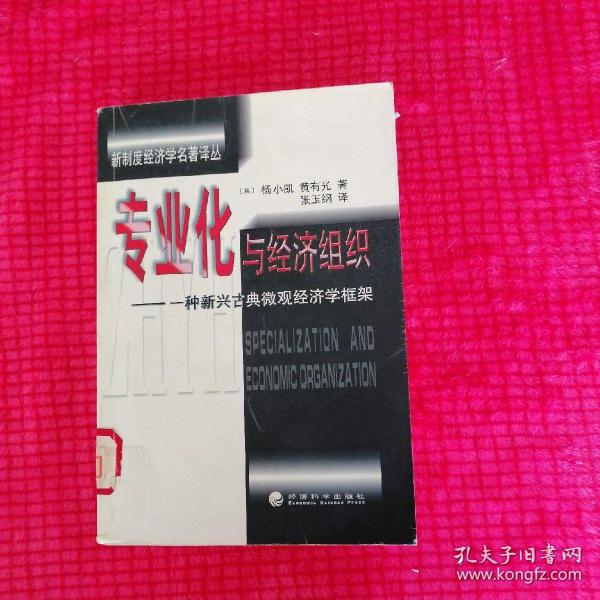 新制度经济学名著译丛
〔澳〕 杨小凯 黄有光 著
张玉纲 译
专业化
与经济组织
——一种新兴古典微观经济学框架
SPECIALIZATION AND
ECONOMIC ORGANIZATION
经济科学出版社
Economic Science Press
孔夫子旧书网
www.kongfz.com